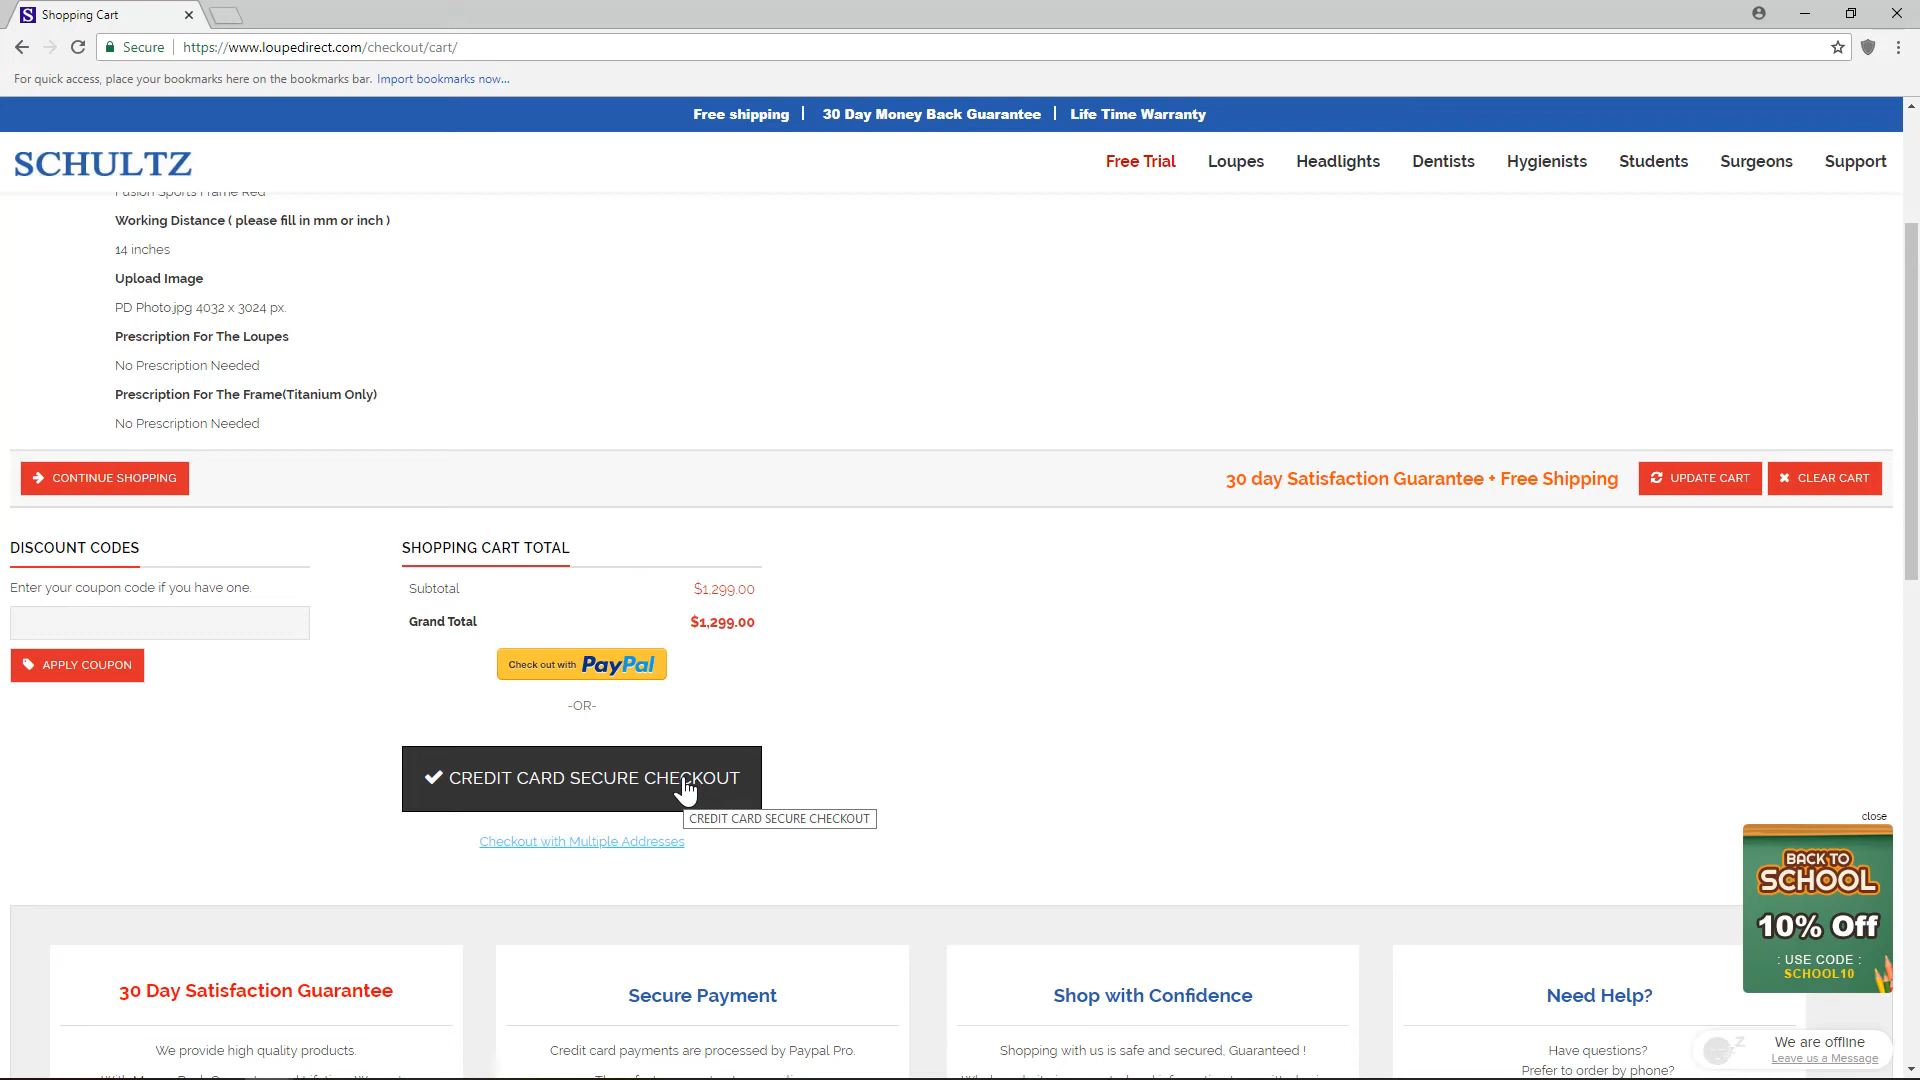 Shopping Cart
Secure
https://www.loupedirect.com/checkout/cart/
For quick access, place your bookmarks here on the bookmarks bar. Import bookmarks now...
Free shipping | 30 Day Money Back Guarantee | Life Time Warranty
SCHULTZ
Free Trial Loupes Headlights Dentists Hygienists Students Surgeons Support
Fusion Sports Frame Red
Working Distance ( please fill in mm or inch )
14 inches
Upload Image
PD Photo.jpg 4032 x 3024 px.
Prescription For The Loupes
No Prescription Needed
Prescription For The Frame(Titanium Only)
No Prescription Needed
CONTINUE SHOPPING
30 day Satisfaction Guarantee + Free Shipping
UPDATE CART
CLEAR CART
DISCOUNT CODES
Enter your coupon code if you have one.
APPLY COUPON
SHOPPING CART TOTAL
Subtotal $1,299.00
Grand Total $1,299.00
Check out with PayPal
-OR-
CREDIT CARD SECURE CHECKOUT
CREDIT CARD SECURE CHECKOUT
Checkout with Multiple Addresses
close
BACK TO
SCHOOL
10% Off
: USE CODE :
SCHOOL10
30 Day Satisfaction Guarantee
We provide high quality products.
Secure Payment
Credit card payments are processed by Paypal Pro.
Shop with Confidence
Shopping with us is safe and secured, Guaranteed !
Need Help?
Have questions?
Prefer to order by phone?
We are offline
Leave us a Message